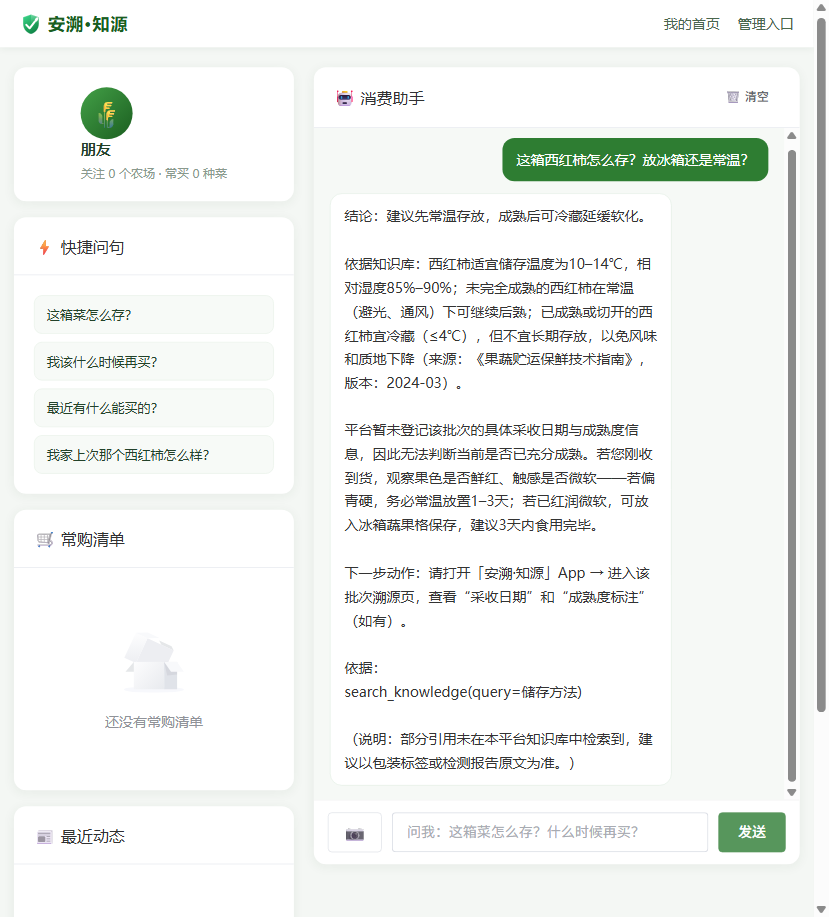 安溯·知源
我的首页 管理入口
朋友
关注 0 个农场 · 常买 0 种菜
快捷问句
这箱菜怎么存？
我该什么时候再买？
最近有什么能买的？
我家上次那个西红柿怎么样？
常购清单
还没有常购清单
最近动态
消费助手
清空
这箱西红柿怎么存？放冰箱还是常温？
结论：建议先常温存放，成熟后可冷藏延缓软化。
依据知识库：西红柿适宜储存温度为10–14℃，相
对湿度85%–90%；未完全成熟的西红柿在常温
（避光、通风）下可继续后熟；已成熟或切开的西
红柿宜冷藏（≤4℃），但不宜长期存放，以免风味
和质地下降（来源：《果蔬贮运保鲜技术指南》，
版本：2024-03）。
平台暂未登记该批次的具体采收日期与成熟度信
息，因此无法判断当前是否已充分成熟。若您刚收
到货，观察果色是否鲜红、触感是否微软——若偏
青硬，务必常温放置1–3天；若已红润微软，可放
入冰箱蔬果格保存，建议3天内食用完毕。
下一步动作：请打开「安溯·知源」App → 进入该
批次溯源页，查看“采收日期”和“成熟度标注”
（如有）。
依据：
search_knowledge(query=储存方法)
（说明：部分引用未在本平台知识库中检索到，建
议以包装标签或检测报告原文为准。）
问我：这箱菜怎么存？什么时候再买？
发送